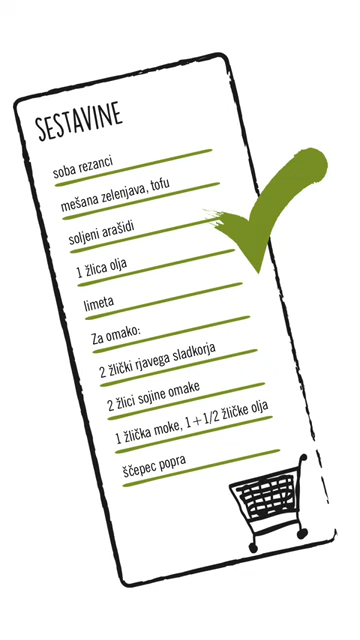 SESTAVINE
soba rezanci
mešana zelenjava, tofu
soljeni arašidi
1 žlica olja
limeta
Za omako:
2 žlički rjavega sladkorja
2 žlici sojine omake
1 žlička moke, 1+1/2 žličke olja
ščepec popra